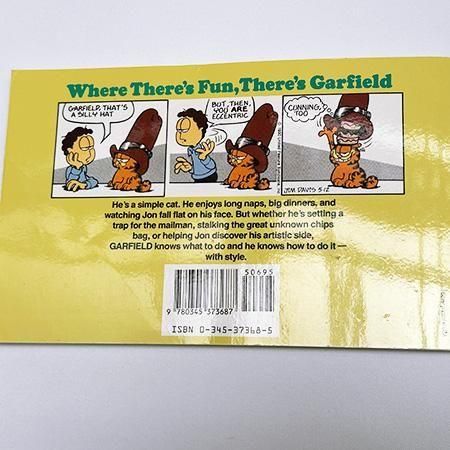 Where There's Fun, There's Garfield
GARFIELD, THAT'S
A SILLY HAT
BUT, THEN,
YOU ARE
ECCENTRIC
CUNNING,
TOO
JIM DAVIS 5-12
He's a simple cat. He enjoys long naps, big dinners, and
watching Jon fall flat on his face. But whether he's setting a
trap for the mailman, stalking the great unknown chips
bag, or helping Jon discover his artistic side,
GARFIELD knows what to do and he knows how to do it —
with style.
50695
9 780345 373687
ISBN 0-345-37368-5